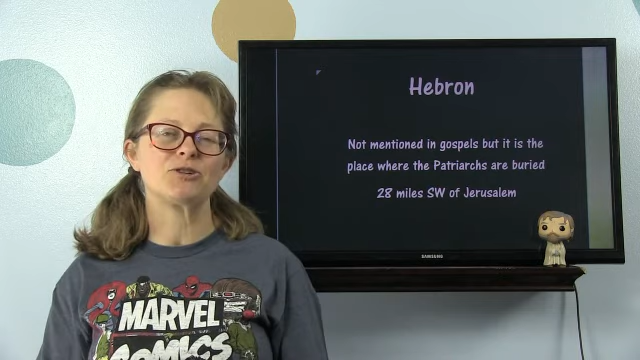 Hebron
Not mentioned in gospels but it is the
place where the Patriarchs are buried
28 miles SW of Jerusalem
SAMSUNG
MARVEL
COMICS